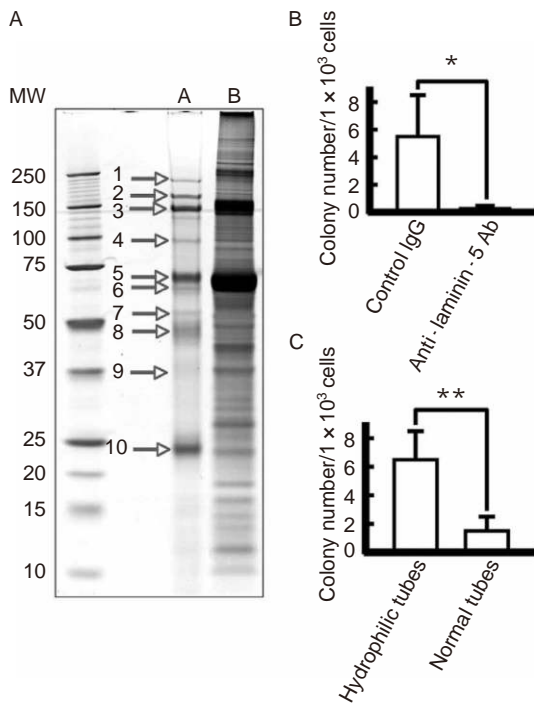 A
MW
A B
250
150
100
75
50
37
25
20
15
10
1
2
3
4
5
6
7
8
9
10
B
Colony number/1 × 10³ cells
8
6
4
2
0
*
Control IgG
Anti-laminin-5 Ab
C
Colony number/1 × 10³ cells
8
6
4
2
0
**
Hydrophilic tubes
Normal tubes